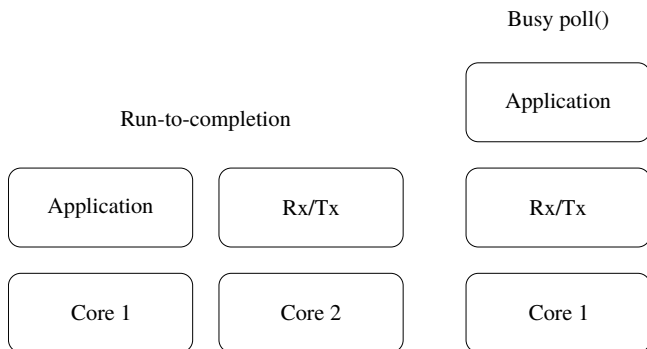 Busy poll()
Application
Run-to-completion
Application
Rx/Tx
Rx/Tx
Core 1
Core 2
Core 1